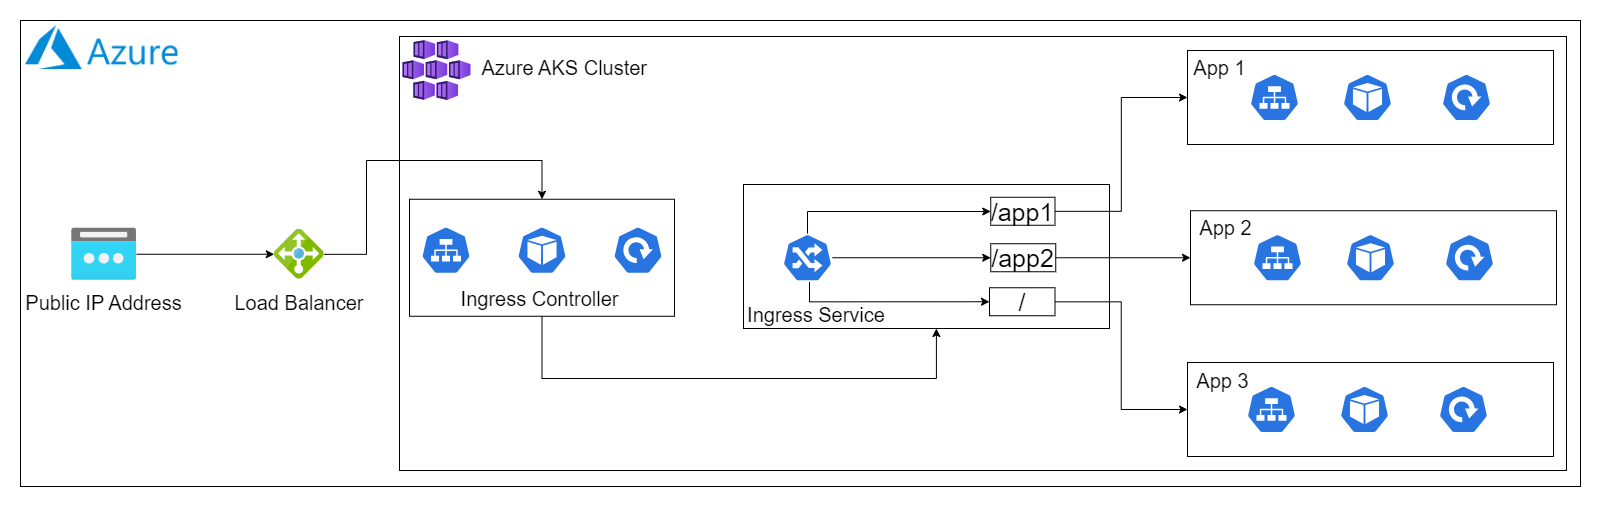 Azure
Azure AKS Cluster
Public IP Address
Load Balancer
Ingress Controller
Ingress Service
/app1
/app2
/
App 1
App 2
App 3